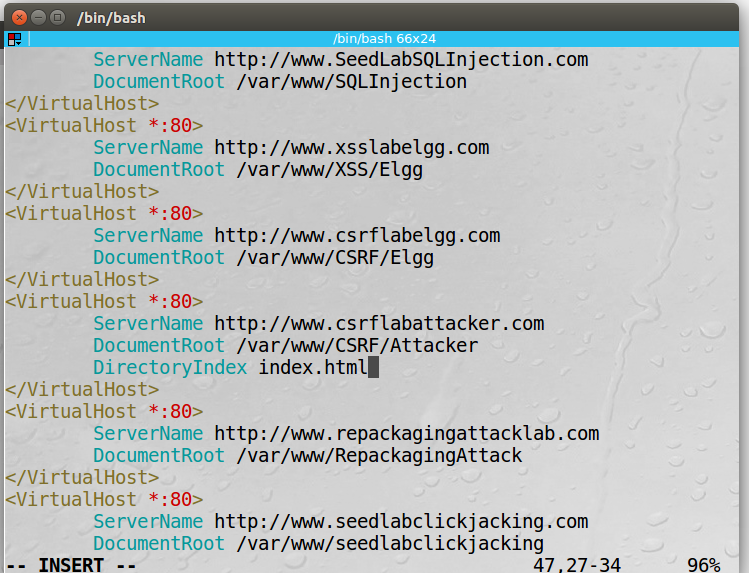 /bin/bash
/bin/bash 66x24
ServerName http://www.SeedLabSQLInjection.com
DocumentRoot /var/www/SQLInjection
</VirtualHost>
<VirtualHost *:80>
ServerName http://www.xsslabelgg.com
DocumentRoot /var/www/XSS/Elgg
</VirtualHost>
<VirtualHost *:80>
ServerName http://www.csrflabelgg.com
DocumentRoot /var/www/CSRF/Elgg
</VirtualHost>
<VirtualHost *:80>
ServerName http://www.csrflabattacker.com
DocumentRoot /var/www/CSRF/Attacker
DirectoryIndex index.html
</VirtualHost>
<VirtualHost *:80>
ServerName http://www.repackagingattacklab.com
DocumentRoot /var/www/RepackagingAttack
</VirtualHost>
<VirtualHost *:80>
ServerName http://www.seedlabclickjacking.com
DocumentRoot /var/www/seedlabclickjacking
-- INSERT -- 47,27-34 96%